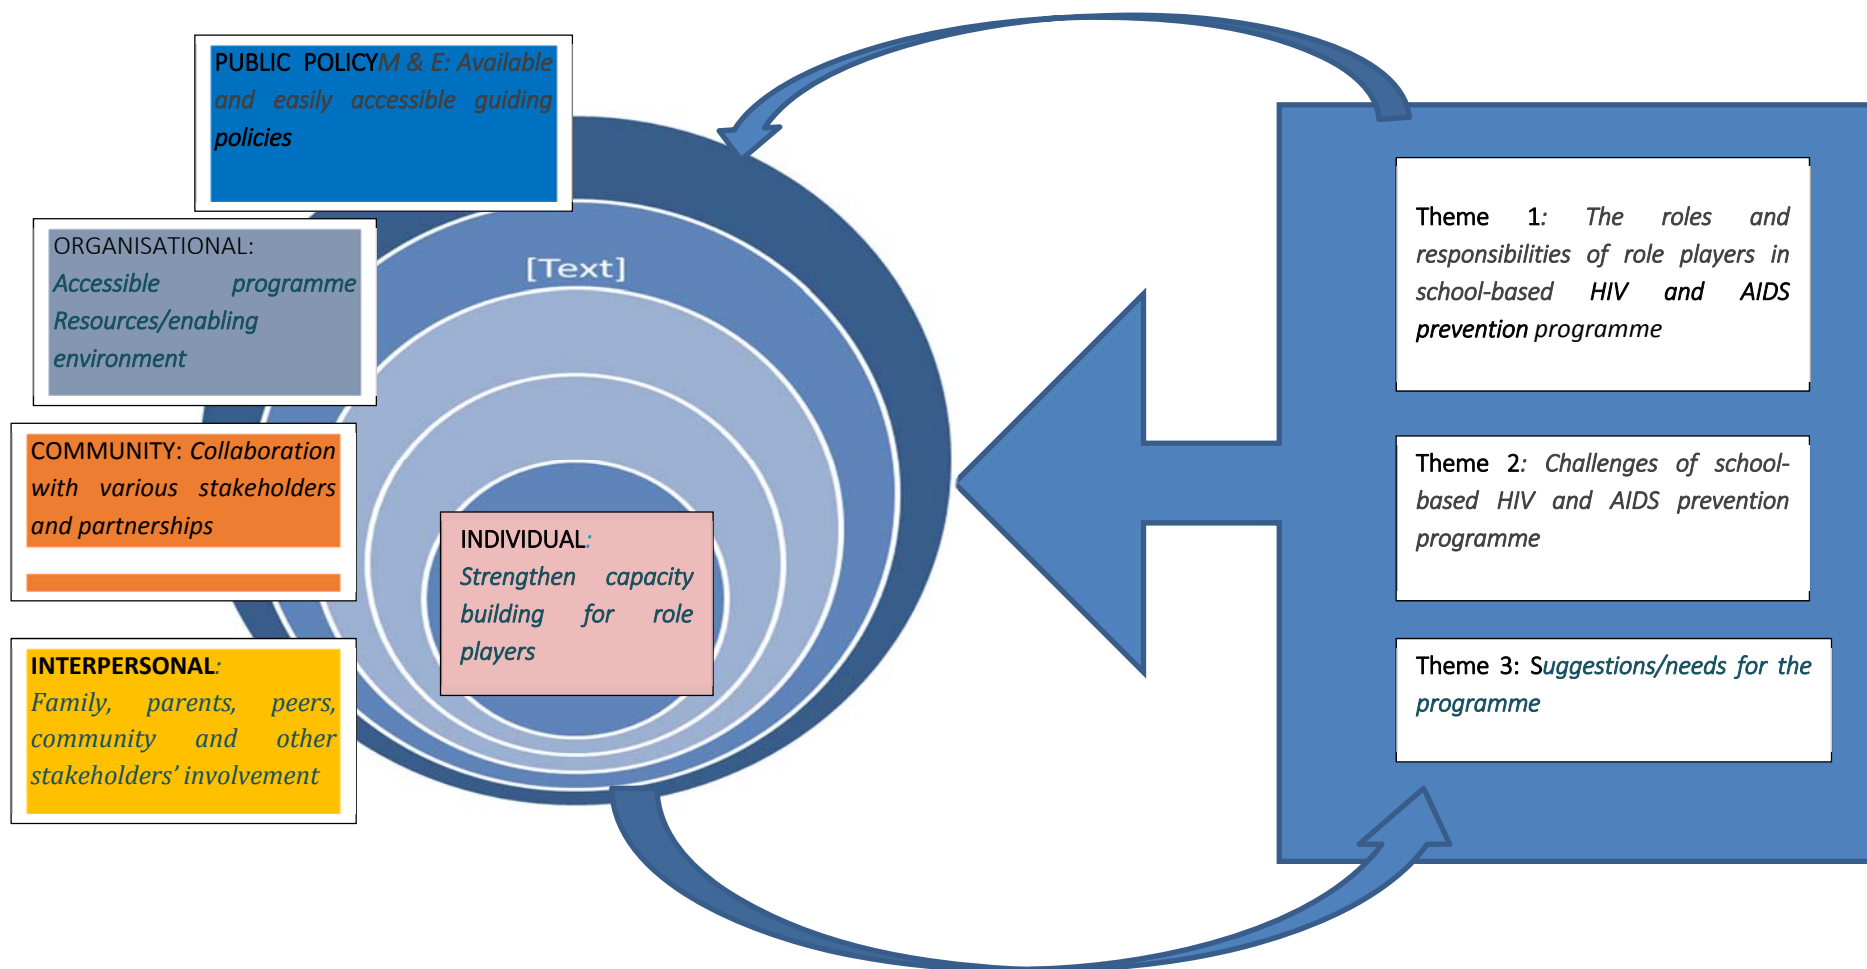 PUBLIC POLICYM & E: Available
and easily accessible guiding
policies
ORGANISATIONAL:
Accessible programme
Resources/enabling
environment
[Text]
COMMUNITY: Collaboration
with various stakeholders
and partnerships
INDIVIDUAL:
Strengthen capacity
building for role
players
INTERPERSONAL:
Family, parents, peers,
community and other
stakeholders’ involvement
Theme 1: The roles and
responsibilities of role players in
school-based HIV and AIDS
prevention programme
Theme 2: Challenges of school-
based HIV and AIDS prevention
programme
Theme 3: Suggestions/needs for the
programme